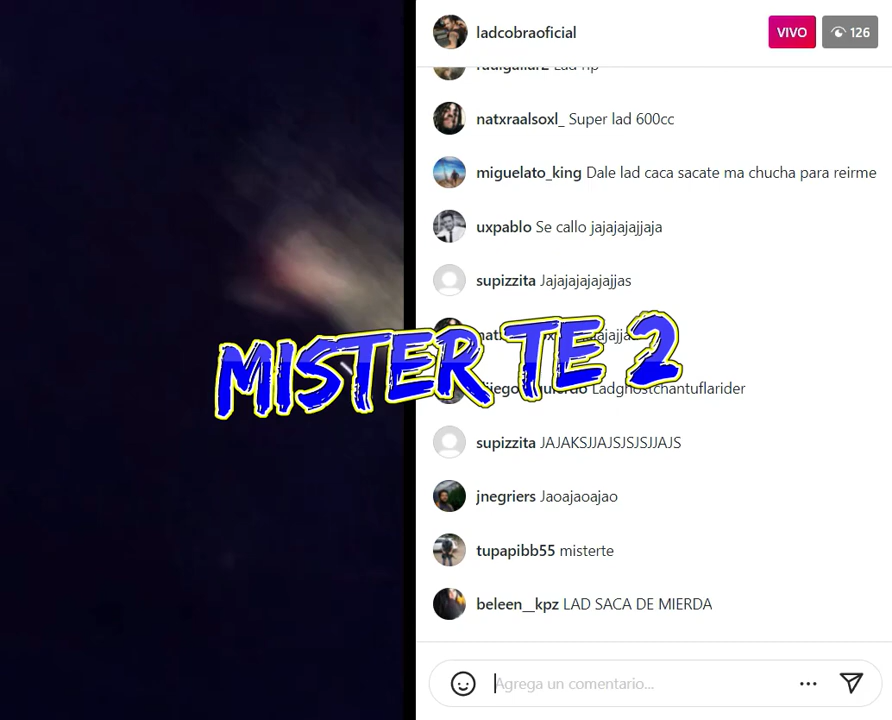 ladcobraoficial
VIVO
126
natxraalsoxl_ Super lad 600cc
miguelato_king Dale lad caca sacate ma chucha para reirme
uxpablo Se callo jajajajjaja
supizzita Jajajajajajjas
MISTER TE 2
Ladghostchantuflarider
supizzita JAJAKSJJAJSJSJSJJAJS
jnegriers Jaoajaoajao
tupapibb55 misterte
beleen__kpz LAD SACA DE MIERDA
Agrega un comentario...